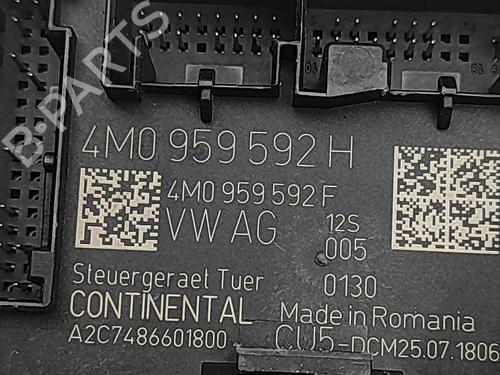 B-PARTS
4M0 959 592 H
4M0 959 592 F
VW AG
12S
005
Steuergeraet Tuer
0130
CONTINENTAL
Made in Romania
A2C7486601800
CU5-DCM25.07.1806